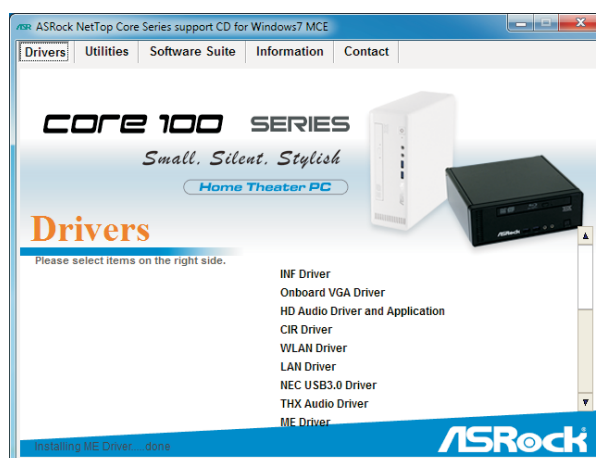 ASRock NetTop Core Series support CD for Windows7 MCE
Drivers Utilities Software Suite Information Contact
CORE 100 SERIES
Small. Silent. Stylish
Home Theater PC
Drivers
Please select items on the right side.
INF Driver
Onboard VGA Driver
HD Audio Driver and Application
CIR Driver
WLAN Driver
LAN Driver
NEC USB3.0 Driver
THX Audio Driver
ME Driver
Installing ME Driver... done
ASRock